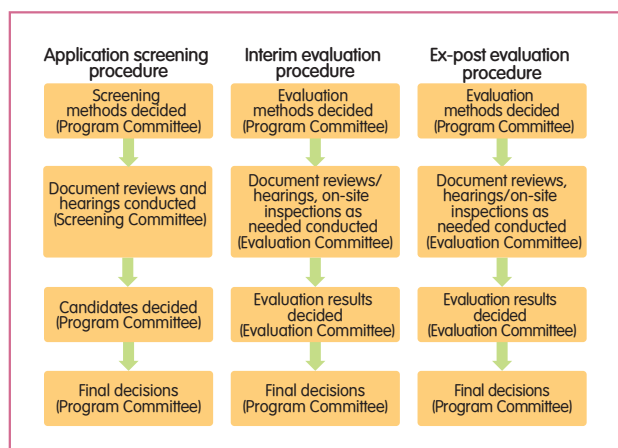 Application screening
procedure
Screening
methods decided
(Program Committee)
Document reviews and
hearings conducted
(Screening Committee)
Candidates decided
(Program Committee)
Final decisions
(Program Committee)
Interim evaluation
procedure
Evaluation
methods decided
(Program Committee)
Document reviews/
hearings, on-site
inspections as
needed conducted
(Evaluation Committee)
Evaluation results
decided
(Evaluation Committee)
Final decisions
(Program Committee)
Ex-post evaluation
procedure
Evaluation
methods decided
(Program Committee)
Document reviews,
hearings/on-site
inspections as
needed conducted
(Evaluation Committee)
Evaluation results
decided
(Evaluation Committee)
Final decisions
(Program Committee)